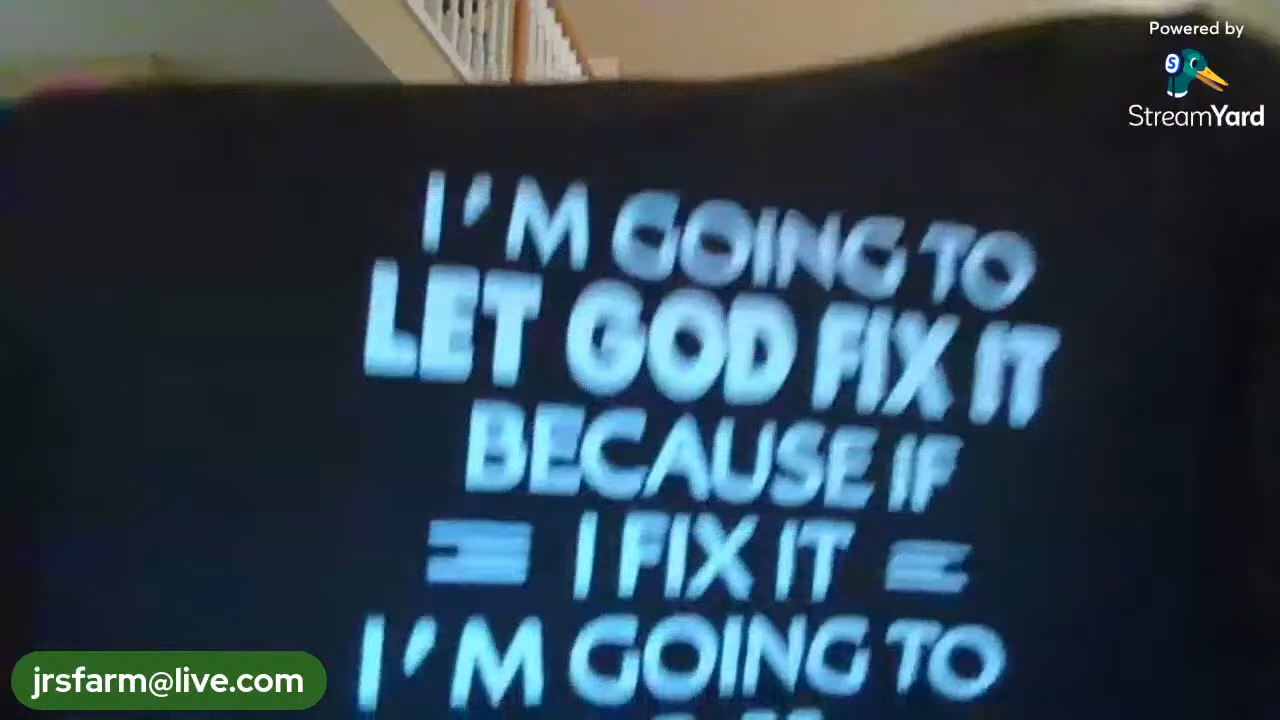 Powered by
StreamYard
I'M GOING TO
LET GOD FIX IT
BECAUSE IF
I FIX IT
I'M GOING TO
jrsfarm@live.com